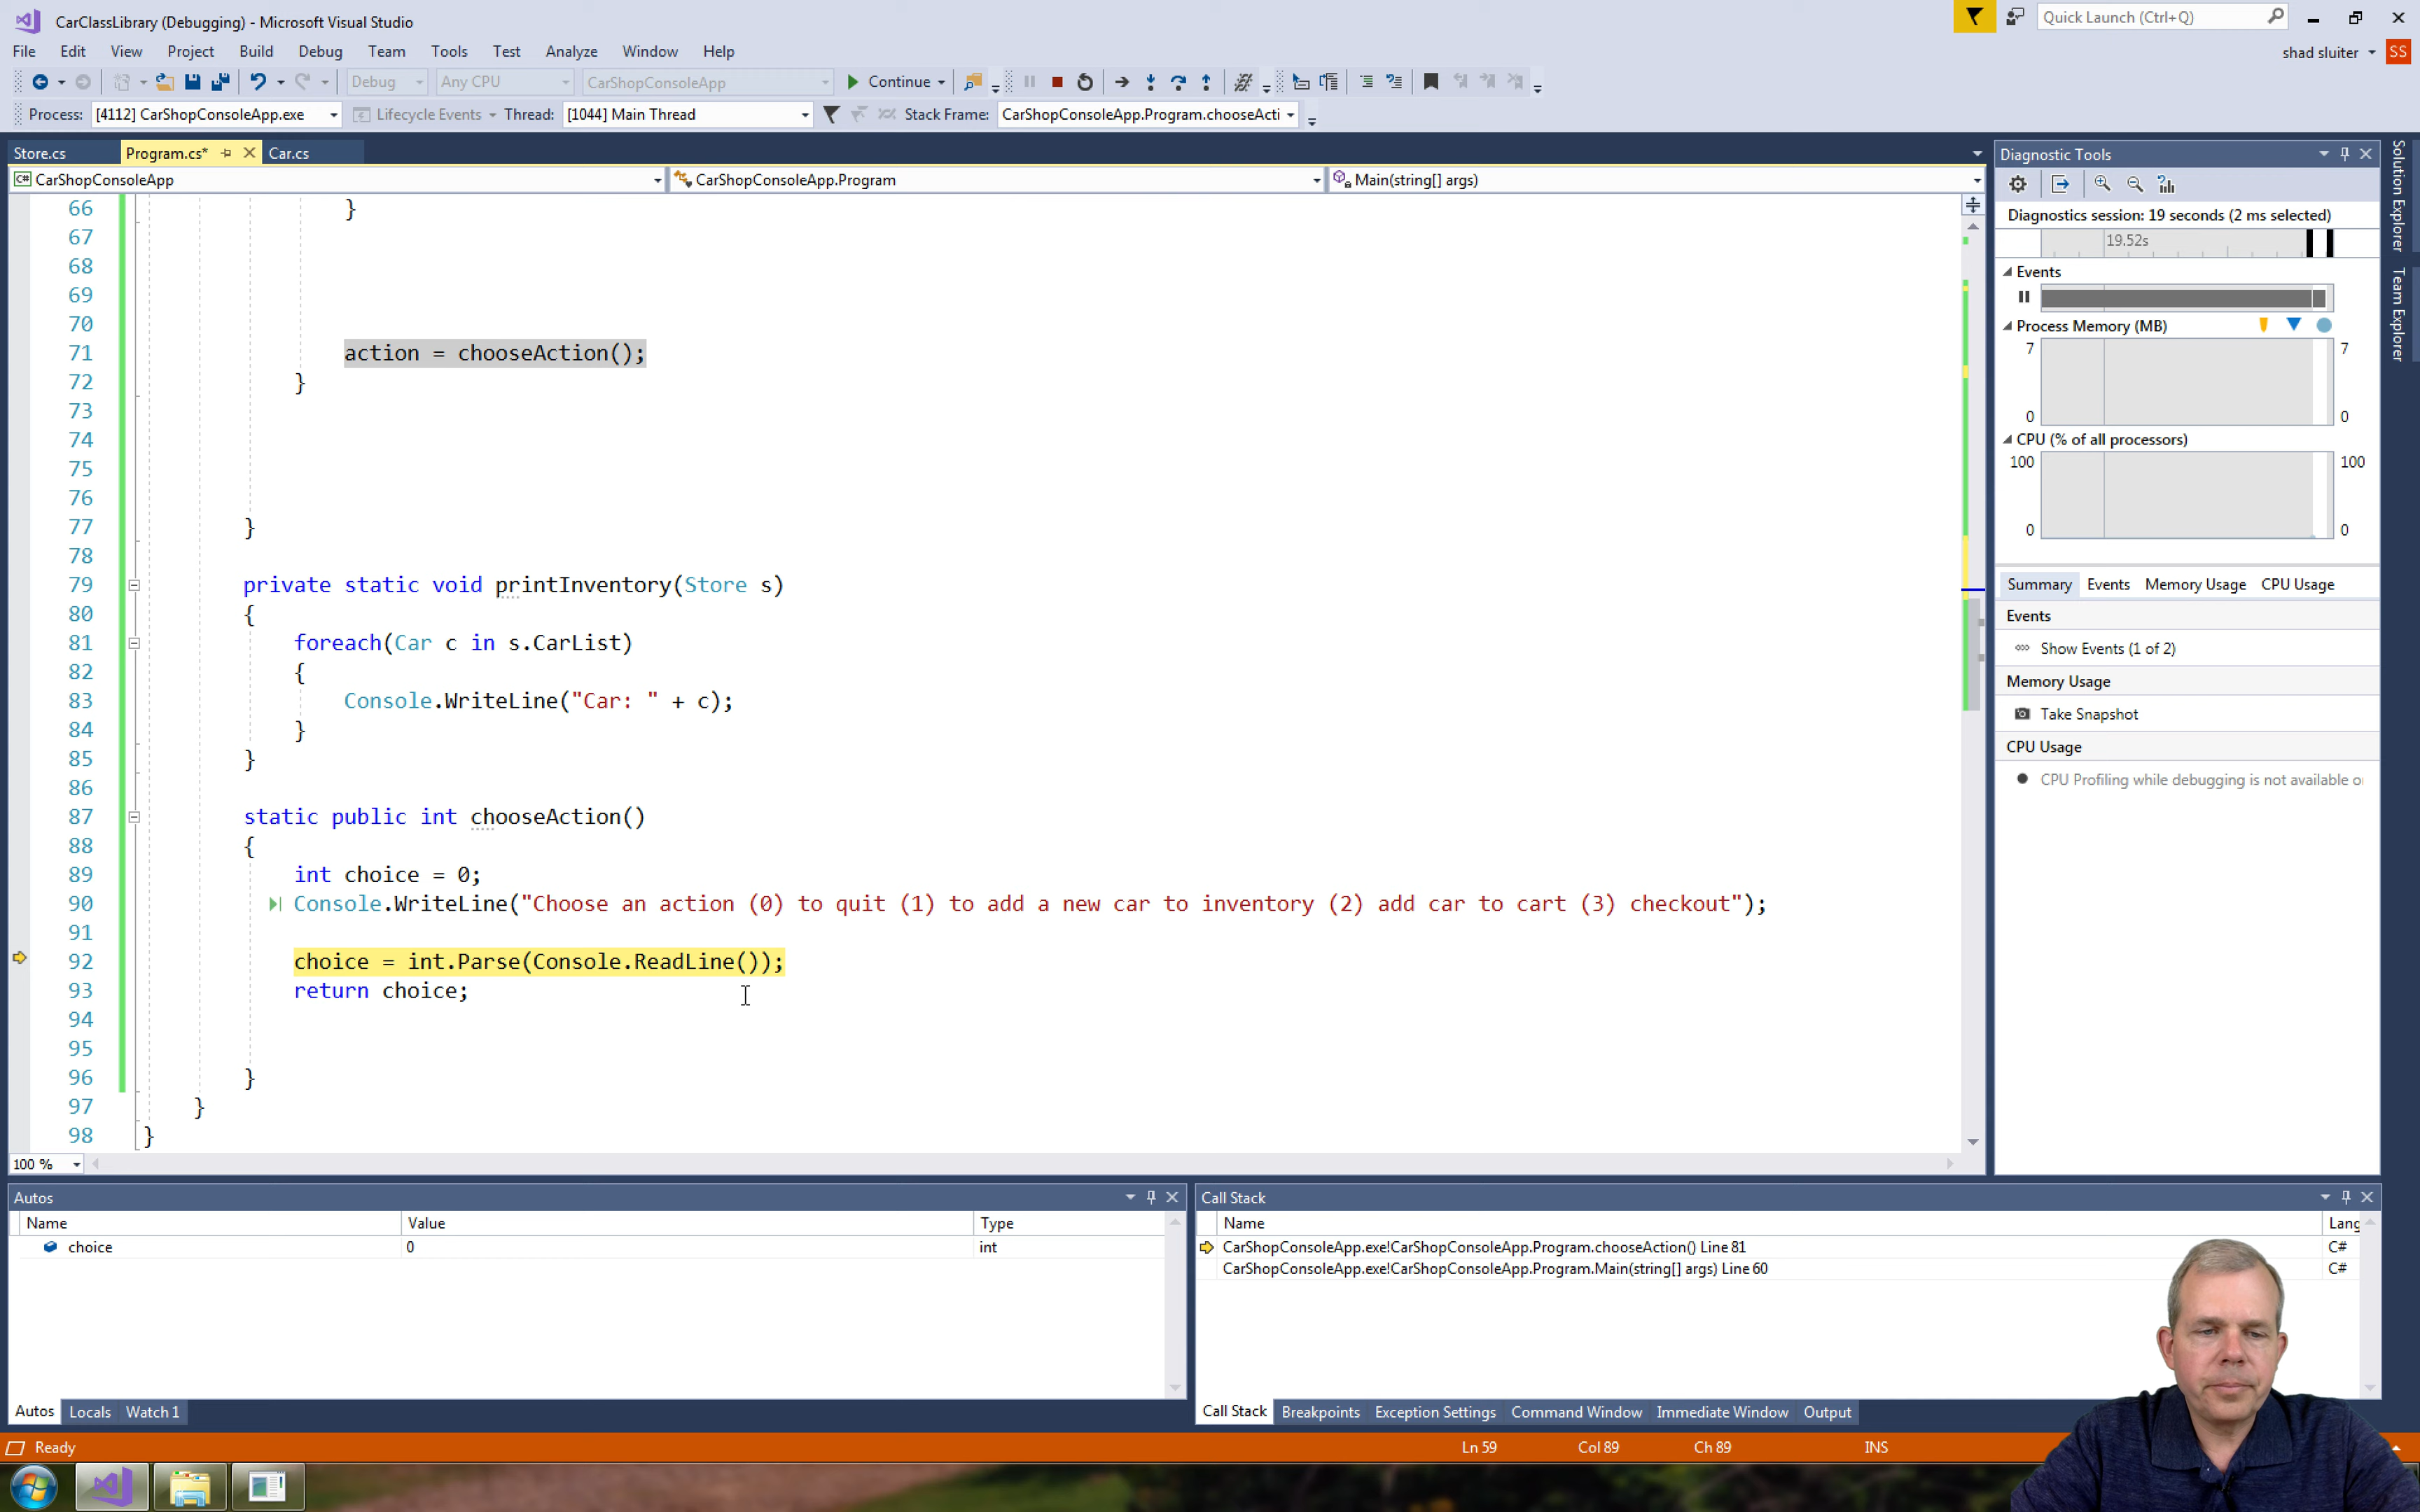 CarClassLibrary (Debugging) - Microsoft Visual Studio
Quick Launch (Ctrl+Q)
File Edit View Project Build Debug Team Tools Test Analyze Window Help
shad sluiter SS
Debug Any CPU CarShopConsoleApp Continue
Process: [4112] CarShopConsoleApp.exe Lifecycle Events Thread: [1044] Main Thread Stack Frame: CarShopConsoleApp.Program.chooseActi
Store.cs Program.cs* Car.cs
CarShopConsoleApp CarShopConsoleApp.Program Main(string[] args)
66 }
67
68
69
70
71 action = chooseAction();
72 }
73
74
75
76
77 }
78
79 private static void printInventory(Store s)
80 {
81 foreach(Car c in s.CarList)
82 {
83 Console.WriteLine("Car: " + c);
84 }
85 }
86
87 static public int chooseAction()
88 {
89 int choice = 0;
90 Console.WriteLine("Choose an action (0) to quit (1) to add a new car to inventory (2) add car to cart (3) checkout");
91
92 choice = int.Parse(Console.ReadLine());
93 return choice;
94
95
96 }
97 }
98 }
100 %
Diagnostic Tools
Diagnostics session: 19 seconds (2 ms selected)
19.52s
Events
Process Memory (MB)
7 7
0 0
CPU (% of all processors)
100 100
0 0
Summary Events Memory Usage CPU Usage
Events
Show Events (1 of 2)
Memory Usage
Take Snapshot
CPU Usage
CPU Profiling while debugging is not available
Solution Explorer
Team Explorer
Autos
Name Value Type
choice 0 int
Autos Locals Watch 1
Call Stack
Name Lang
CarShopConsoleApp.exe!CarShopConsoleApp.Program.chooseAction() Line 81 C#
CarShopConsoleApp.exe!CarShopConsoleApp.Program.Main(string[] args) Line 60 C#
Call Stack Breakpoints Exception Settings Command Window Immediate Window Output
Ready Ln 59 Col 89 Ch 89 INS